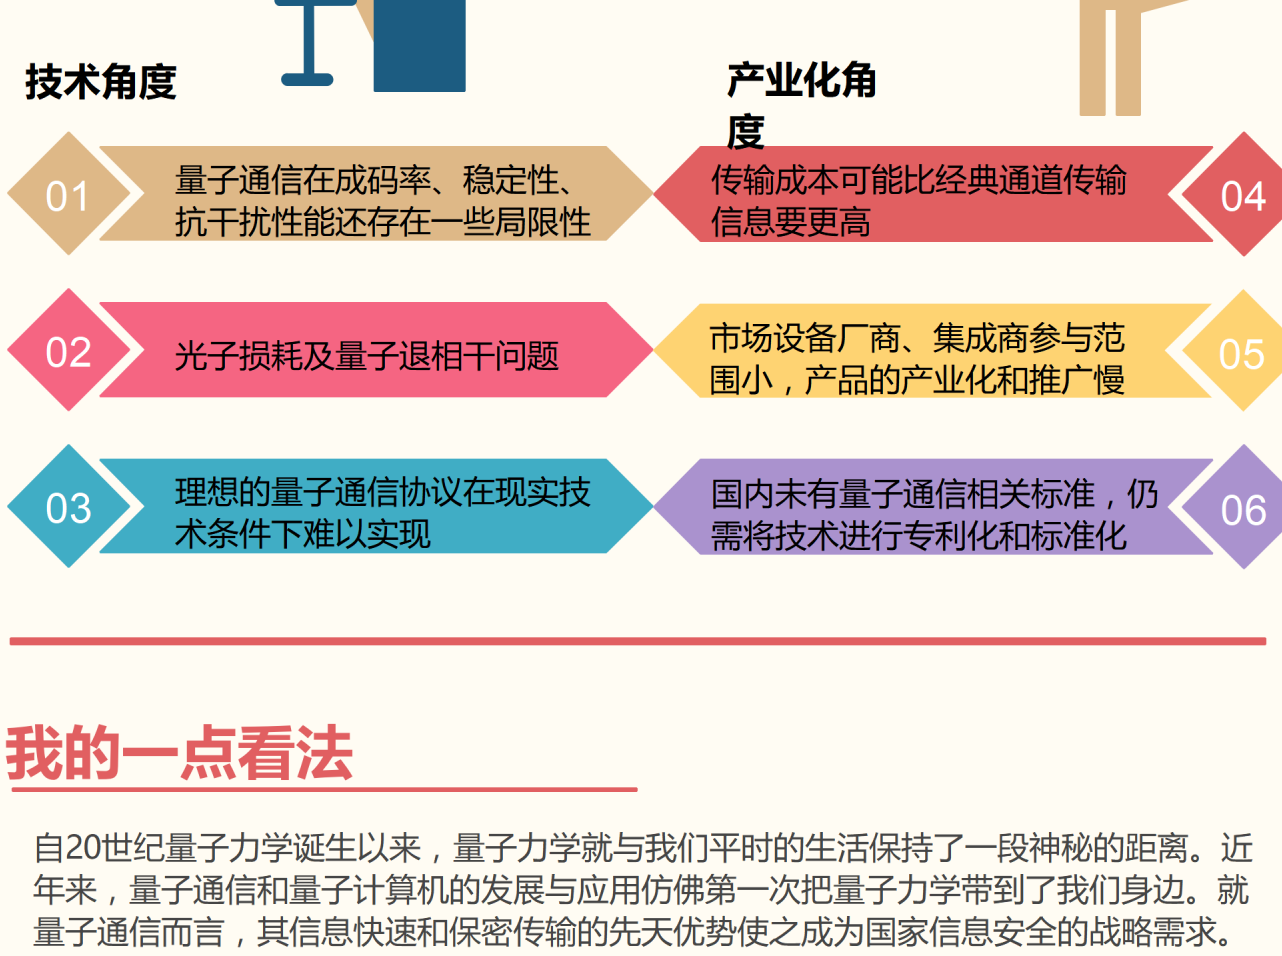 技术角度
01
量子通信在成码率、稳定性、
抗干扰性能还存在一些局限性
02
光子损耗及量子退相干问题
03
理想的量子通信协议在现实技
术条件下难以实现
产业化角
度
传输成本可能比经典通道传输
信息要更高
04
市场设备厂商、集成商参与范
围小，产品的产业化和推广慢
05
国内未有量子通信相关标准，仍
需将技术进行专利化和标准化
06
我的一点看法
自20世纪量子力学诞生以来，量子力学就与我们平时的生活保持了一段神秘的距离。近
年来，量子通信和量子计算机的发展与应用仿佛第一次把量子力学带到了我们身边。就
量子通信而言，其信息快速和保密传输的先天优势使之成为国家信息安全的战略需求。